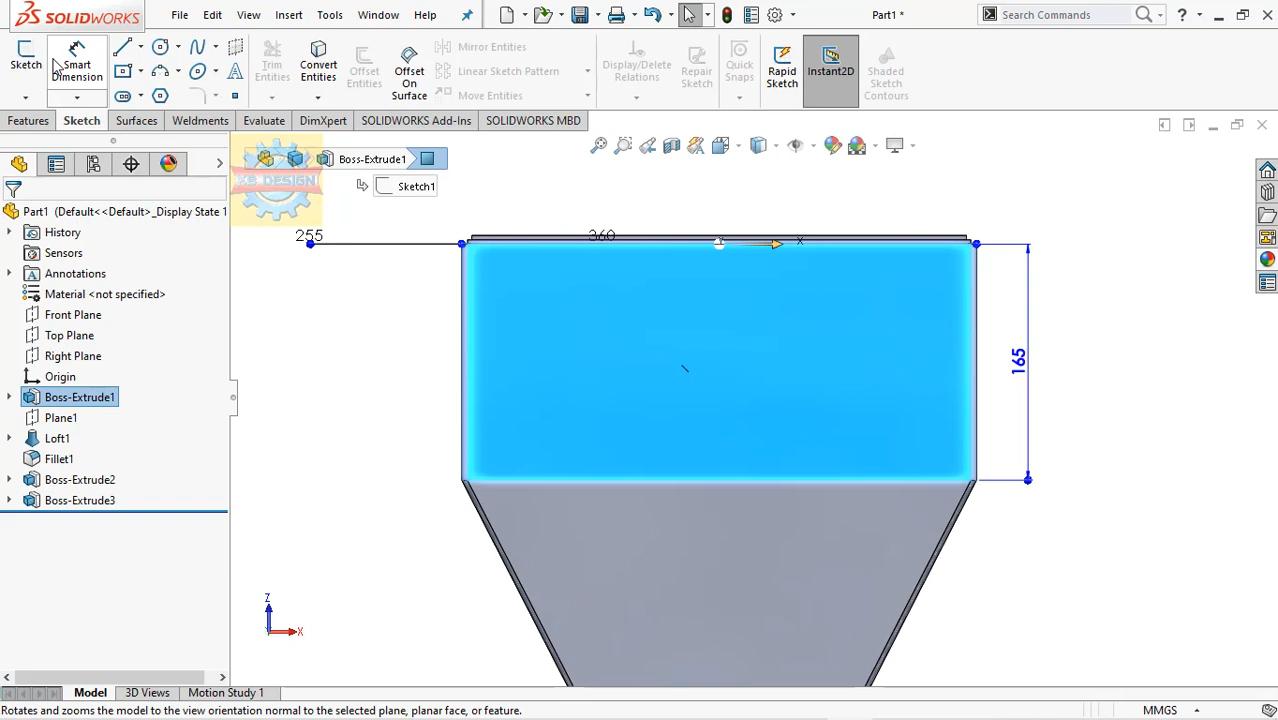 SOLIDWORKS File Edit View Insert Tools Window Help Part1 * Search Commands ?
Sketch Smart Dimension Trim Entities Convert Entities Offset Entities Offset On Surface Mirror Entities Linear Sketch Pattern Move Entities Display/Delete Relations Repair Sketch Quick Snaps Rapid Sketch Instant2D Shaded Sketch Contours
Features Sketch Surfaces Weldments Evaluate DimXpert SOLIDWORKS Add-Ins SOLIDWORKS MBD
Boss-Extrude1
Sketch1
KB DESIGN
Part1 (Default<<Default>_Display State 1
History
Sensors
Annotations
Material <not specified>
Front Plane
Top Plane
Right Plane
Origin
Boss-Extrude1
Plane1
Loft1
Fillet1
Boss-Extrude2
Boss-Extrude3
255
360
X
165
Z
X
Model 3D Views Motion Study 1
Rotates and zooms the model to the view orientation normal to the selected plane, planar face, or feature.
MMGS